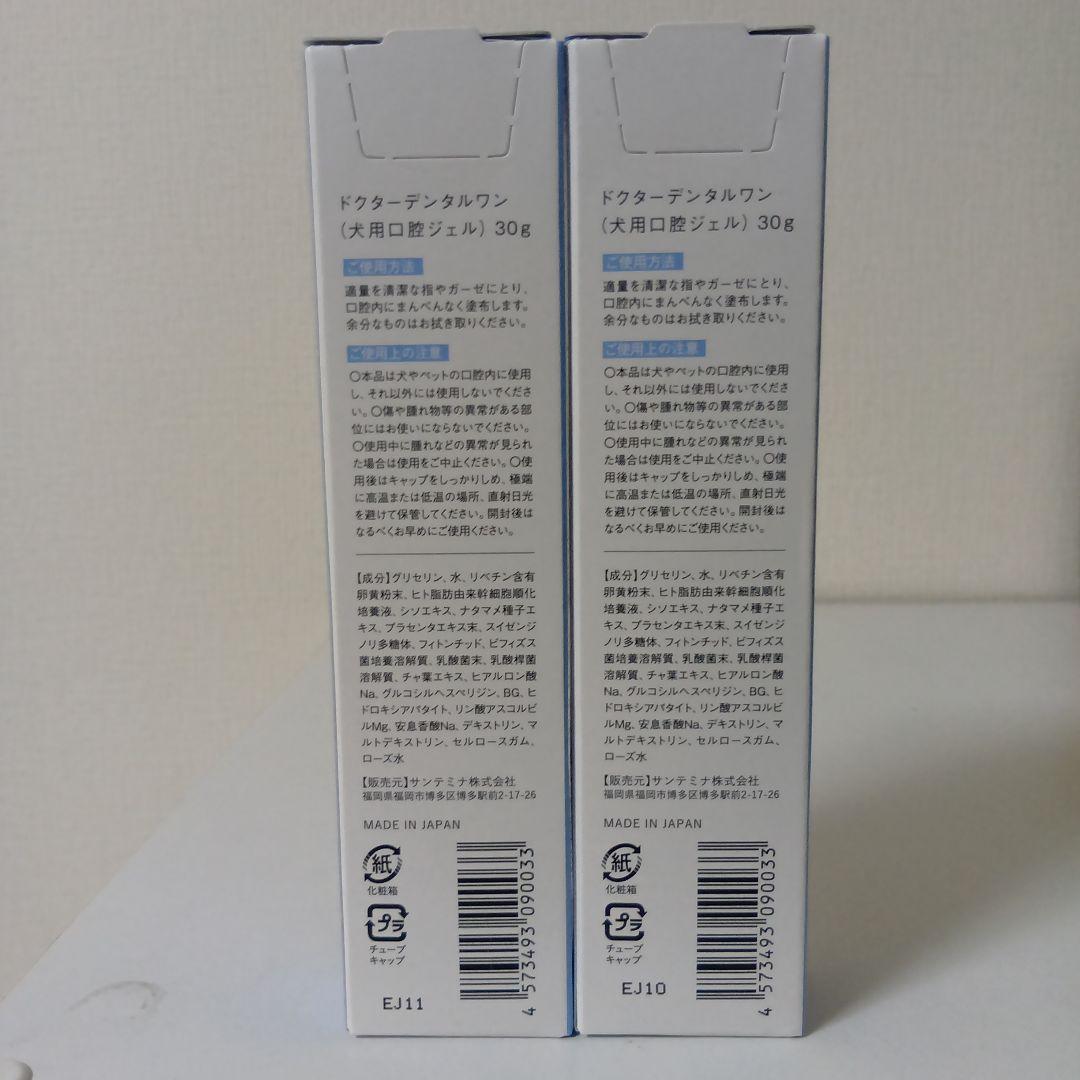 ドクターデンタルワン
(犬用口腔ジェル) 30g
ご使用方法
適量を清潔な指やガーゼにとり、
口腔内にまんべんなく塗布します。
余分なものはお拭き取りください。
ご使用上の注意
○本品は犬やペットの口腔内に使用
し、それ以外には使用しないでくださ
い。○傷や腫れ物等の異常がある部
位にはお使いにならないでください。
○使用中に腫れなどの異常が見られ
た場合は使用をご中止ください。○使
用後はキャップをしっかりしめ、極端
に高温または低温の場所、直射日光
を避けて保管してください。開封後は
なるべくお早めにご使用ください。
【成分】グリセリン、水、リベチン含有
卵黄粉末、ヒト脂肪由来幹細胞順化
培養液、シソエキス、ナタマメ種子エ
キス、プラセンタエキス末、スイゼンジ
ノリ多糖体、フィトンチッド、ビフィズス
菌培養溶解質、乳酸菌末、乳酸桿菌
溶解質、チャ葉エキス、ヒアルロン酸
Na、グルコシルヘスペリジン、BG、ヒ
ドロキシアパタイト、リン酸アスコルビ
ルMg、安息香酸Na、デキストリン、マ
ルトデキストリン、セルロースガム、
ローズ水
【販売元】サンテミナ株式会社
福岡県福岡市博多区博多駅前2-17-26
MADE IN JAPAN
紙
化粧箱
プラ
チューブ
キャップ
EJ11
4 573493 090033
ドクターデンタルワン
(犬用口腔ジェル) 30g
ご使用方法
適量を清潔な指やガーゼにとり、
口腔内にまんべんなく塗布します。
余分なものはお拭き取りください。
ご使用上の注意
○本品は犬やペットの口腔内に使用
し、それ以外には使用しないでくださ
い。○傷や腫れ物等の異常がある部
位にはお使いにならないでください。
○使用中に腫れなどの異常が見られ
た場合は使用をご中止ください。○使
用後はキャップをしっかりしめ、極端
に高温または低温の場所、直射日光
を避けて保管してください。開封後は
なるべくお早めにご使用ください。
【成分】グリセリン、水、リベチン含有
卵黄粉末、ヒト脂肪由来幹細胞順化
培養液、シソエキス、ナタマメ種子エ
キス、プラセンタエキス末、スイゼンジ
ノリ多糖体、フィトンチッド、ビフィズス
菌培養溶解質、乳酸菌末、乳酸桿菌
溶解質、チャ葉エキス、ヒアルロン酸
Na、グルコシルヘスペリジン、BG、ヒ
ドロキシアパタイト、リン酸アスコルビ
ルMg、安息香酸Na、デキストリン、マ
ルトデキストリン、セルロースガム、
ローズ水
【販売元】サンテミナ株式会社
福岡県福岡市博多区博多駅前2-17-26
MADE IN JAPAN
紙
化粧箱
プラ
チューブ
キャップ
EJ10
4 573493 090033